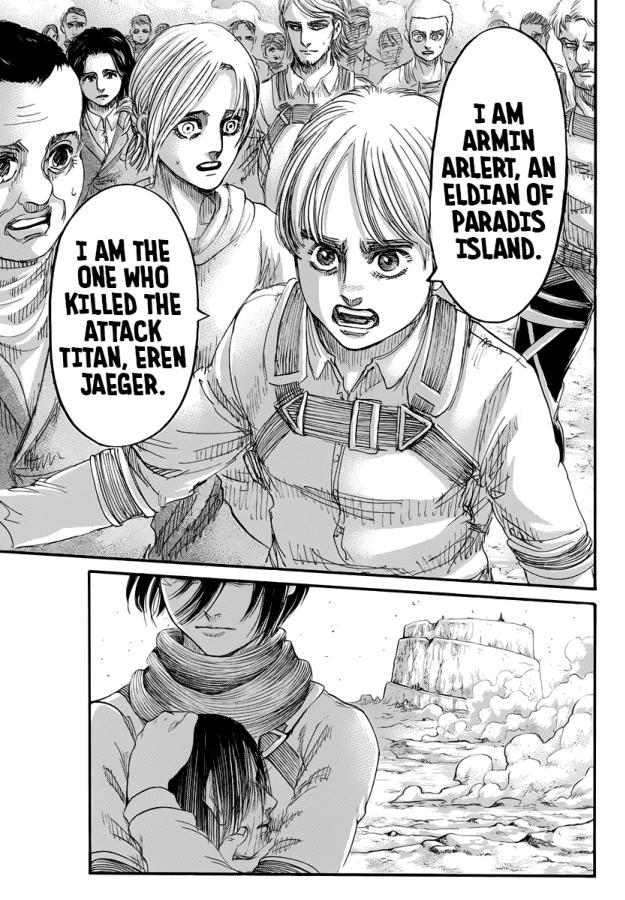 I AM
ARMIN
ARLERT, AN
ELDIAN OF
PARADIS
ISLAND.
I AM THE
ONE WHO
KILLED THE
ATTACK
TITAN, EREN
JAEGER.